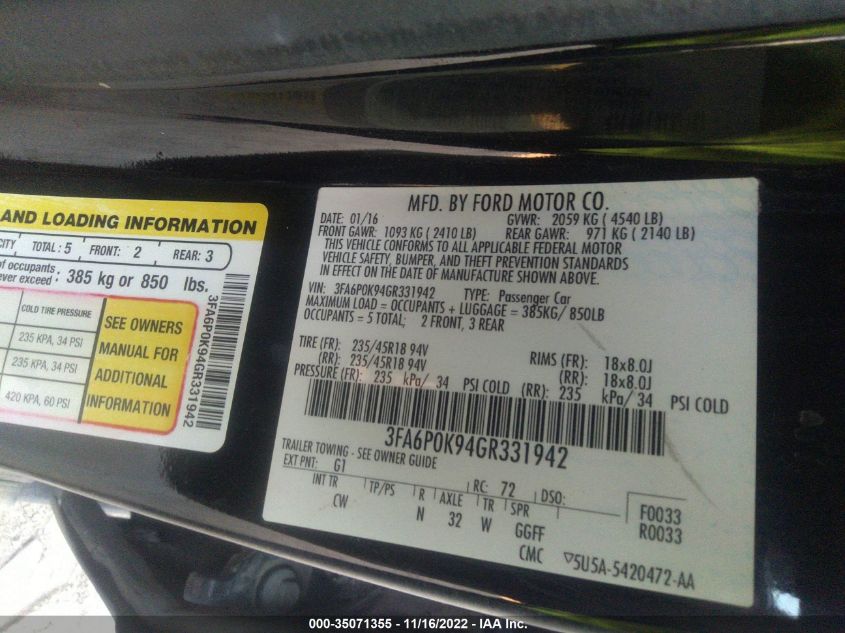 AND LOADING INFORMATION
CITY TOTAL: 5 FRONT: 2 REAR: 3
of occupants
ever exceed: 385 kg or 850 lbs.
COLD TIRE PRESSURE
235 KPA, 34 PSI
235 KPA, 34 PSI
420 KPA, 60 PSI
SEE OWNERS
MANUAL FOR
ADDITIONAL
INFORMATION
3FA6P0K94GR331942
MFD. BY FORD MOTOR CO.
DATE: 01/16 GVWR: 2059 KG ( 4540 LB)
FRONT GAWR: 1093 KG ( 2410 LB) REAR GAWR: 971 KG ( 2140 LB)
THIS VEHICLE CONFORMS TO ALL APPLICABLE FEDERAL MOTOR
VEHICLE SAFETY, BUMPER, AND THEFT PREVENTION STANDARDS
IN EFFECT ON THE DATE OF MANUFACTURE SHOWN ABOVE.
VIN: 3FA6P0K94GR331942 TYPE: Passenger Car
MAXIMUM LOAD = OCCUPANTS + LUGGAGE = 385KG/ 850LB
OCCUPANTS = 5 TOTAL; 2 FRONT, 3 REAR
TIRE (FR): 235/45R18 94V RIMS (FR): 18x8.0J
(RR): 235/45R18 94V (RR): 18x8.0J
PRESSURE (FR): 235 kPa/ 34 PSI COLD (RR): 235 kPa/ 34 PSI COLD
3FA6P0K94GR331942
TRAILER TOWING - SEE OWNER GUIDE
EXT PNT: G1 RC: 72 DSO: F0033
INT TR TP/PS R AXLE TR SPR R0033
CW N 32 W GGFF
CMC ▽5U5A-5420472-AA
000-35071355 - 11/16/2022 - IAA Inc.